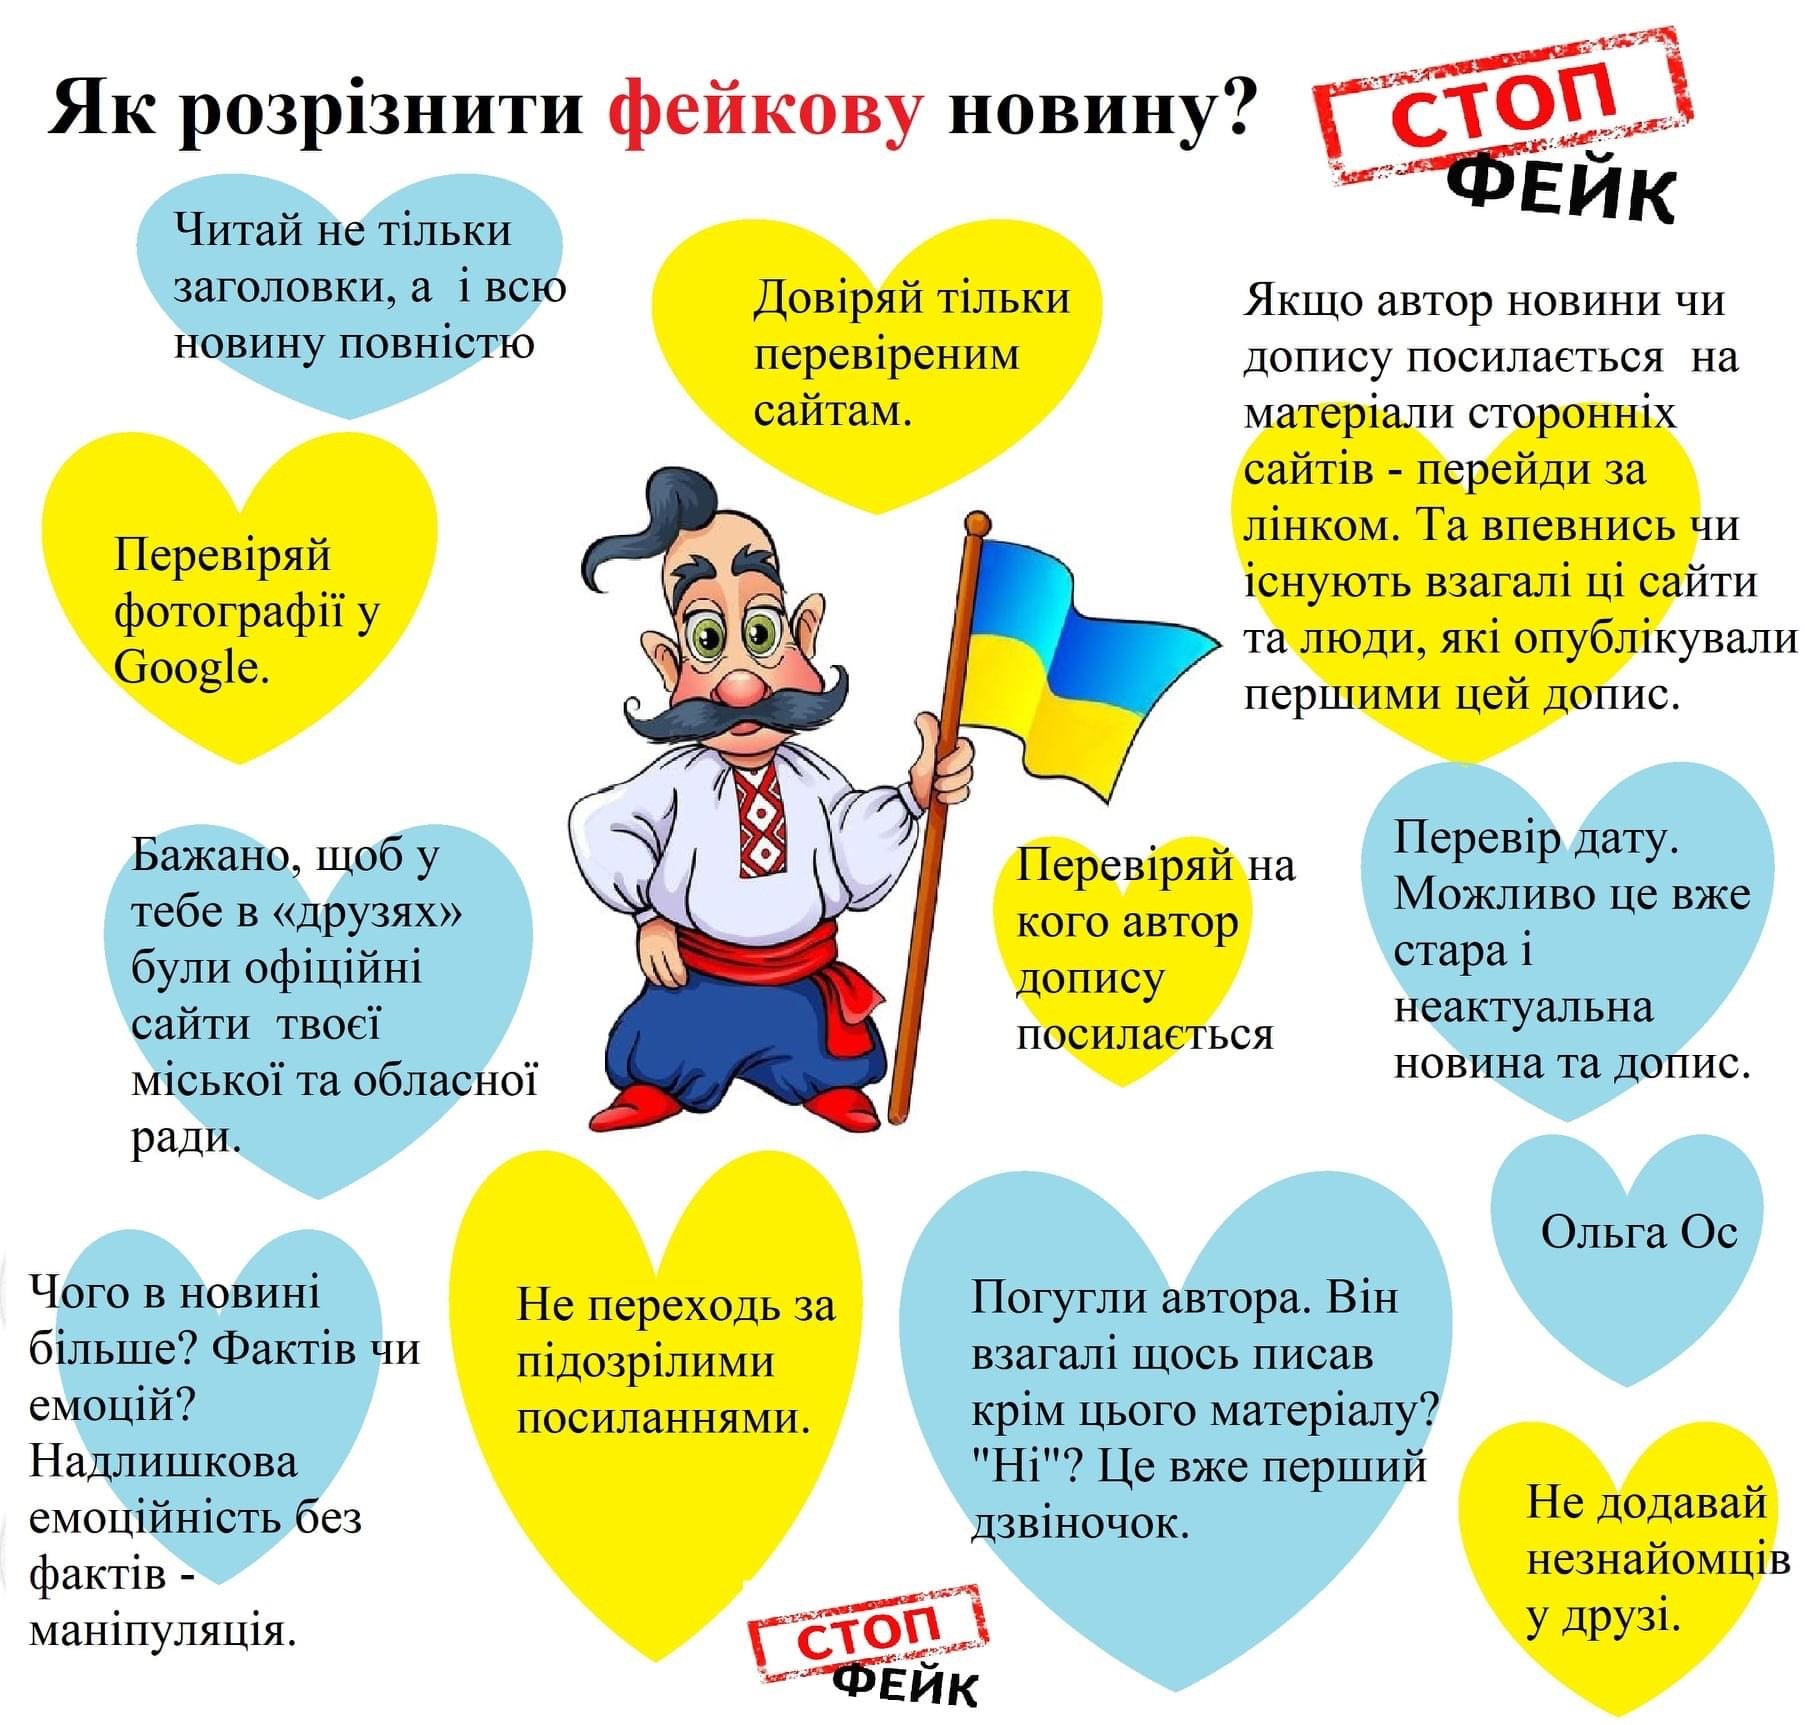 Як розрізнити фейкову новину?
СТОП
ФЕЙК
Читай не тільки
заголовки, а і всю
новину повністю
Довіряй тільки
перевіреним
сайтам.
Якщо автор новини чи
допису посилається на
матеріали сторонніх
сайтів - перейди за
лінком. Та впевнись чи
існують взагалі ці сайти
та люди, які опублікували
першими цей допис.
Перевіряй
фотографії у
Google.
Бажано, щоб у
тебе в «друзях»
були офіційні
сайти твоєї
міської та обласної
ради.
Перевіряй на
кого автор
допису
посилається
Перевір дату.
Можливо це вже
стара і
неактуальна
новина та допис.
Чого в новині
більше? Фактів чи
емоцій?
Надлишкова
емоційність без
фактів -
маніпуляція.
Не переходь за
підозрілими
посиланнями.
Погугли автора. Він
взагалі щось писав
крім цього матеріалу?
"Ні"? Це вже перший
дзвіночок.
Ольга Ос
Не додавай
незнайомців
у друзі.
СТОП
ФЕЙК